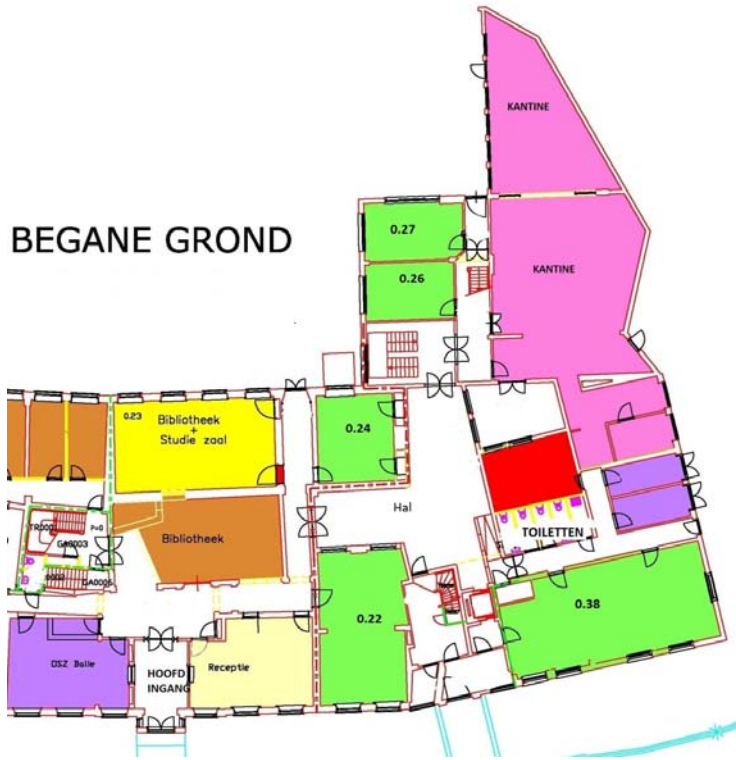 KANTINE
0.27
BEGANE GROND
0.26
KANTINE
0.23
Bibliotheek
+
Studie zaal
0.24
Hal
TOILETTEN
Bibliotheek
P=0
0.22
0.38
DSZ Balie
HOOFD
INGANG
Receptie